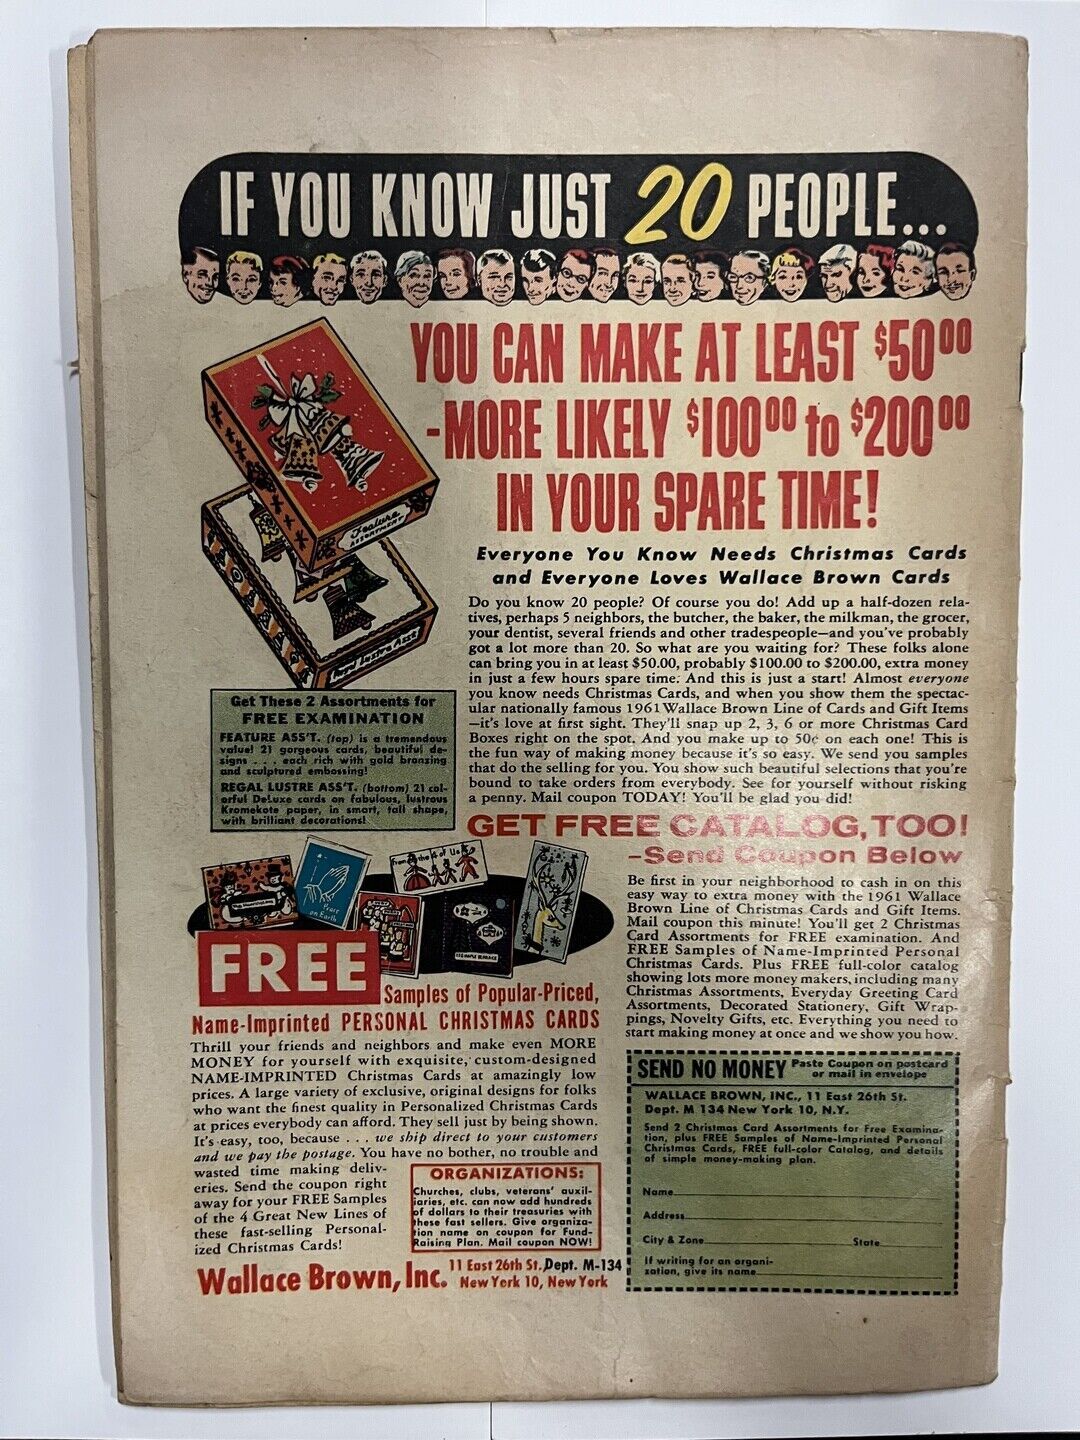 IF YOU KNOW JUST 20 PEOPLE...
YOU CAN MAKE AT LEAST $50.00
-MORE LIKELY $100.00 to $200.00
IN YOUR SPARE TIME!
Feature
ASSORTMENT
Regal Lustre Asst
Everyone You Know Needs Christmas Cards
and Everyone Loves Wallace Brown Cards
Do you know 20 people? Of course you do! Add up a half-dozen rela-
tives, perhaps 5 neighbors, the butcher, the baker, the milkman, the grocer,
your dentist, several friends and other tradespeople—and you've probably
got a lot more than 20. So what are you waiting for? These folks alone
can bring you in at least $50.00, probably $100.00 to $200.00, extra money
in just a few hours spare time. And this is just a start! Almost everyone
you know needs Christmas Cards, and when you show them the spectac-
ular nationally famous 1961 Wallace Brown Line of Cards and Gift Items
—it's love at first sight. They'll snap up 2, 3, 6 or more Christmas Card
Boxes right on the spot. And you make up to 50¢ on each one! This is
the fun way of making money because it's so easy. We send you samples
that do the selling for you. You show such beautiful selections that you're
bound to take orders from everybody. See for yourself without risking
a penny. Mail coupon TODAY! You'll be glad you did!
Get These 2 Assortments for
FREE EXAMINATION
FEATURE ASS'T. (top) is a tremendous
value! 21 gorgeous cards, beautiful de-
signs . . . each rich with gold bronzing
and sculptured embossing!
REGAL LUSTRE ASS'T. (bottom) 21 col-
orful DeLuxe cards on fabulous, lustrous
Kromekote paper, in smart, tall shape,
with brilliant decorations!
GET FREE CATALOG, TOO!
-Send Coupon Below
Be first in your neighborhood to cash in on this
easy way to extra money with the 1961 Wallace
Brown Line of Christmas Cards and Gift Items.
Mail coupon this minute! You'll get 2 Christmas
Card Assortments for FREE examination. And
FREE Samples of Name-Imprinted Personal
Christmas Cards. Plus FREE full-color catalog
showing lots more money makers, including many
Christmas Assortments, Everyday Greeting Card
Assortments, Decorated Stationery, Gift Wrap-
pings, Novelty Gifts, etc. Everything you need to
start making money at once and we show you how.
Peace
on Earth
From the 4 of Us
FREE
Samples of Popular-Priced,
Name-Imprinted PERSONAL CHRISTMAS CARDS
Thrill your friends and neighbors and make even MORE
MONEY for yourself with exquisite, custom-designed
NAME-IMPRINTED Christmas Cards at amazingly low
prices. A large variety of exclusive, original designs for folks
who want the finest quality in Personalized Christmas Cards
at prices everybody can afford. They sell just by being shown.
It's easy, too, because . . . we ship direct to your customers
and we pay the postage. You have no bother, no trouble and
wasted time making deliv-
eries. Send the coupon right
away for your FREE Samples
of the 4 Great New Lines of
these fast-selling Personal-
ized Christmas Cards!
ORGANIZATIONS:
Churches, clubs, veterans' auxil-
iaries, etc. can now add hundreds
of dollars to their treasuries with
these fast sellers. Give organiza-
tion name on coupon for Fund-
Raising Plan. Mail coupon NOW!
Wallace Brown, Inc. 11 East 26th St., Dept. M-134
New York 10, New York
SEND NO MONEY Paste Coupon on postcard
or mail in envelope
WALLACE BROWN, INC., 11 East 26th St.
Dept. M 134 New York 10, N.Y.
Send 2 Christmas Card Assortments for Free Examina-
tion, plus FREE Samples of Name-Imprinted Personal
Christmas Cards, FREE full-color Catalog, and details
of simple money-making plan.
Name
Address
City & Zone State
If writing for an organi-
zation, give its name